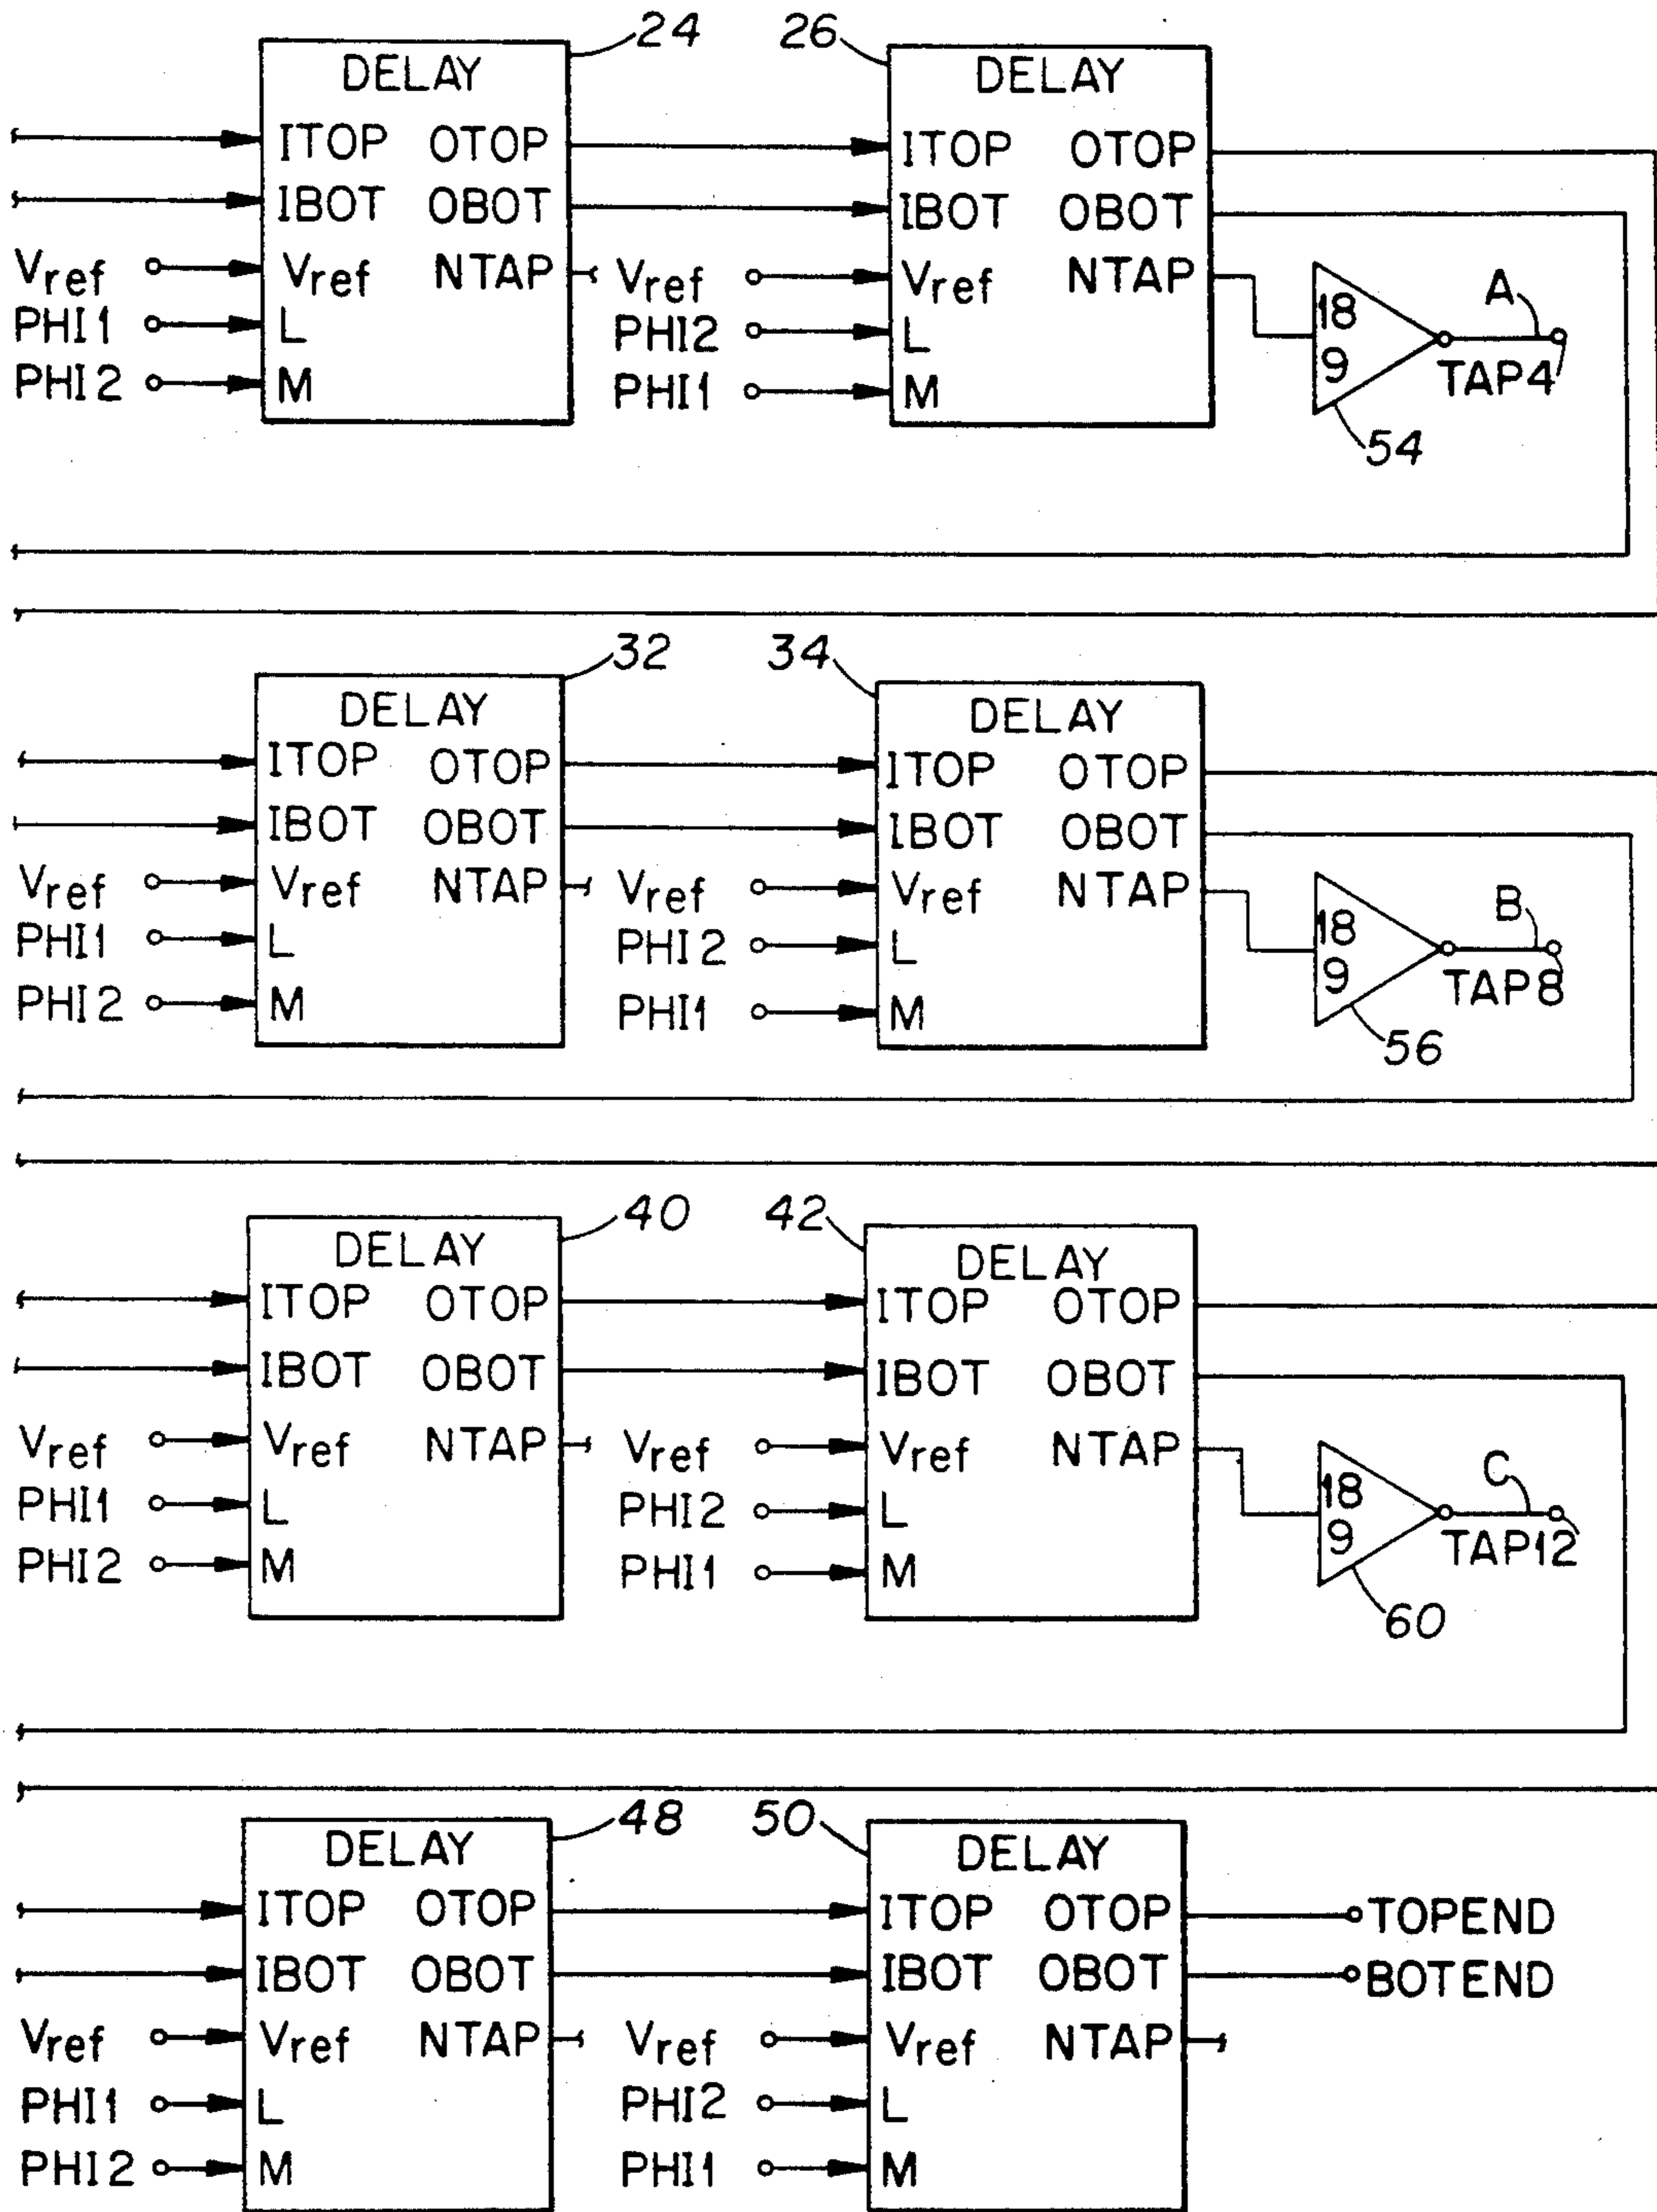 24
26
DELAY
DELAY
ITOP OTOP
ITOP OTOP
IBOT OBOT
IBOT OBOT
Vref
Vref NTAP
Vref
Vref NTAP
PHI1
L
PHI2
L
PHI2
M
PHI1
M
18
9
A
TAP4
54
32
34
DELAY
DELAY
ITOP OTOP
ITOP OTOP
IBOT OBOT
IBOT OBOT
Vref
Vref NTAP
Vref
Vref NTAP
PHI1
L
PHI2
L
PHI2
M
PHI1
M
18
9
B
TAP8
56
40
42
DELAY
DELAY
ITOP OTOP
ITOP OTOP
IBOT OBOT
IBOT OBOT
Vref
Vref NTAP
Vref
Vref NTAP
PHI1
L
PHI2
L
PHI2
M
PHI1
M
18
9
C
TAP12
60
48
50
DELAY
DELAY
ITOP OTOP
ITOP OTOP
TOPEND
IBOT OBOT
IBOT OBOT
BOTEND
Vref
Vref NTAP
Vref
Vref NTAP
PHI1
L
PHI2
L
PHI2
M
PHI1
M